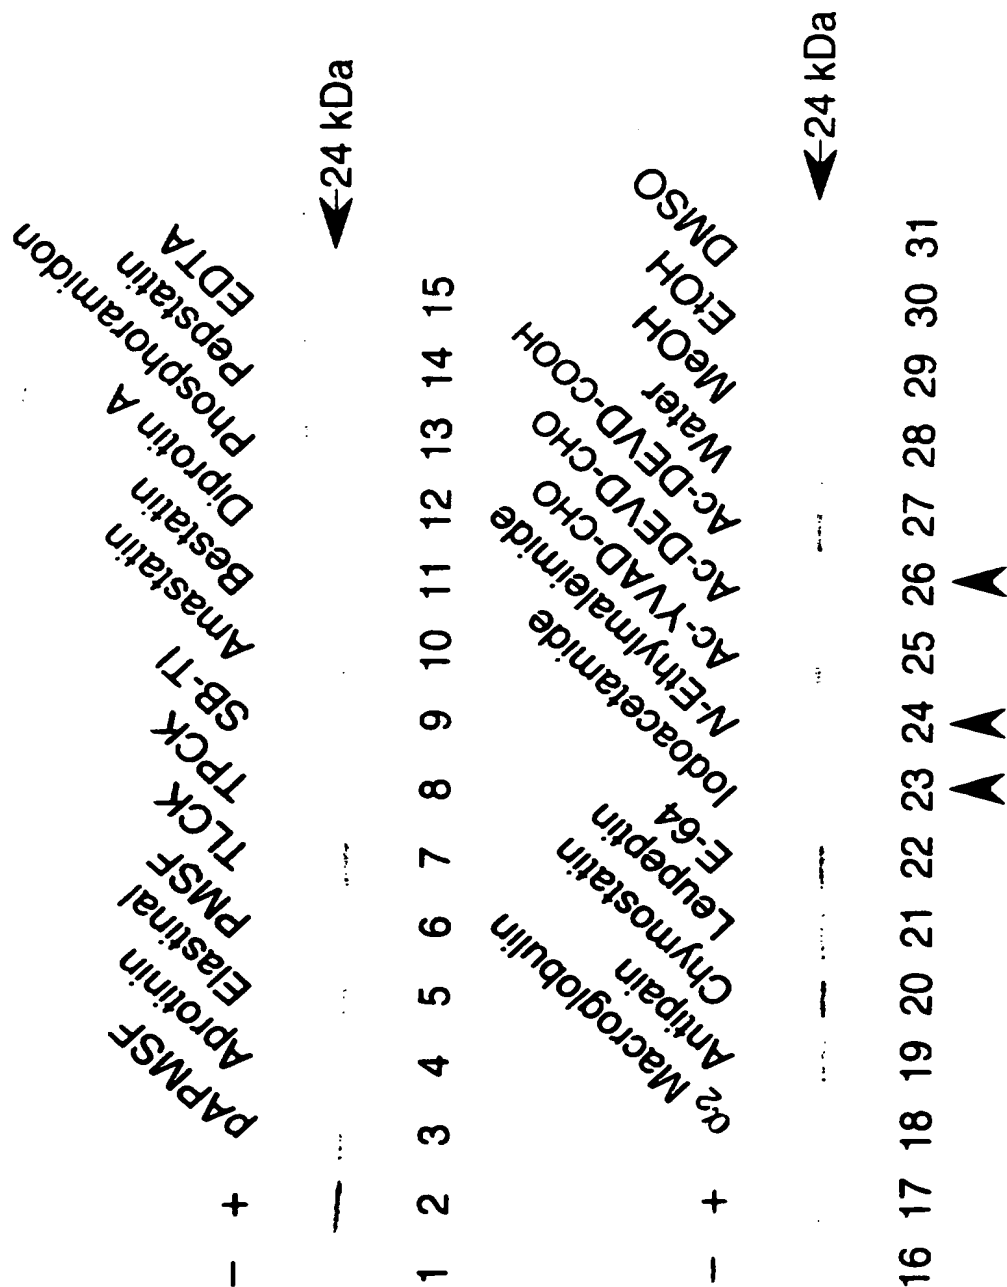 − + pAPMSF Aprotinin Elastinal PMSF TLCK TPCK SB-TI Amastatin Bestatin Diprotin A Phosphoramidon Pepstatin EDTA
24 kDa
1 2 3 4 5 6 7 8 9 10 11 12 13 14 15
− + α2 Macroglobulin Antipain Chymostatin Leupeptin E-64 Iodoacetamide N-Ethylmaleimide Ac-YVAD-CHO Ac-DEVD-CHO Ac-DEVD-COOH Water MeOH EtOH DMSO
24 kDa
16 17 18 19 20 21 22 23 24 25 26 27 28 29 30 31